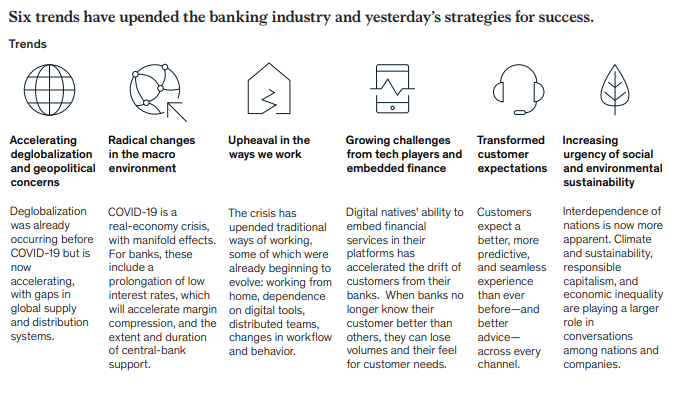 Six trends have upended the banking industry and yesterday's strategies for success.
Trends
Accelerating
deglobalization
and geopolitical
concerns
Deglobalization
was already
occurring before
COVID-19 but is
now
accelerating,
with gaps in
global supply
and distribution
systems.
Radical changes
in the macro
environment
COVID-19 is a
real-economy crisis,
with manifold effects.
For banks, these
include a
prolongation of low
interest rates, which
will accelerate margin
compression, and the
extent and duration
of central-bank
support.
Upheaval in the
ways we work
The crisis has
upended traditional
ways of working,
some of which were
already beginning to
evolve: working from
home, dependence
on digital tools,
distributed teams,
changes in workflow
and behavior.
Growing challenges
from tech players and
embedded finance
Digital natives' ability to
embed financial
services in their
platforms has
accelerated the drift of
customers from their
banks. When banks no
longer know their
customer better than
others, they can lose
volumes and their feel
for customer needs.
Transformed
customer
expectations
Customers
expect a
better, more
predictive,
and seamless
experience
than ever
before—and
better
advice—
across every
channel.
Increasing
urgency of social
and environmental
sustainability
Interdependence of
nations is now more
apparent. Climate
and sustainability,
responsible
capitalism, and
economic inequality
are playing a larger
role in
conversations
among nations and
companies.